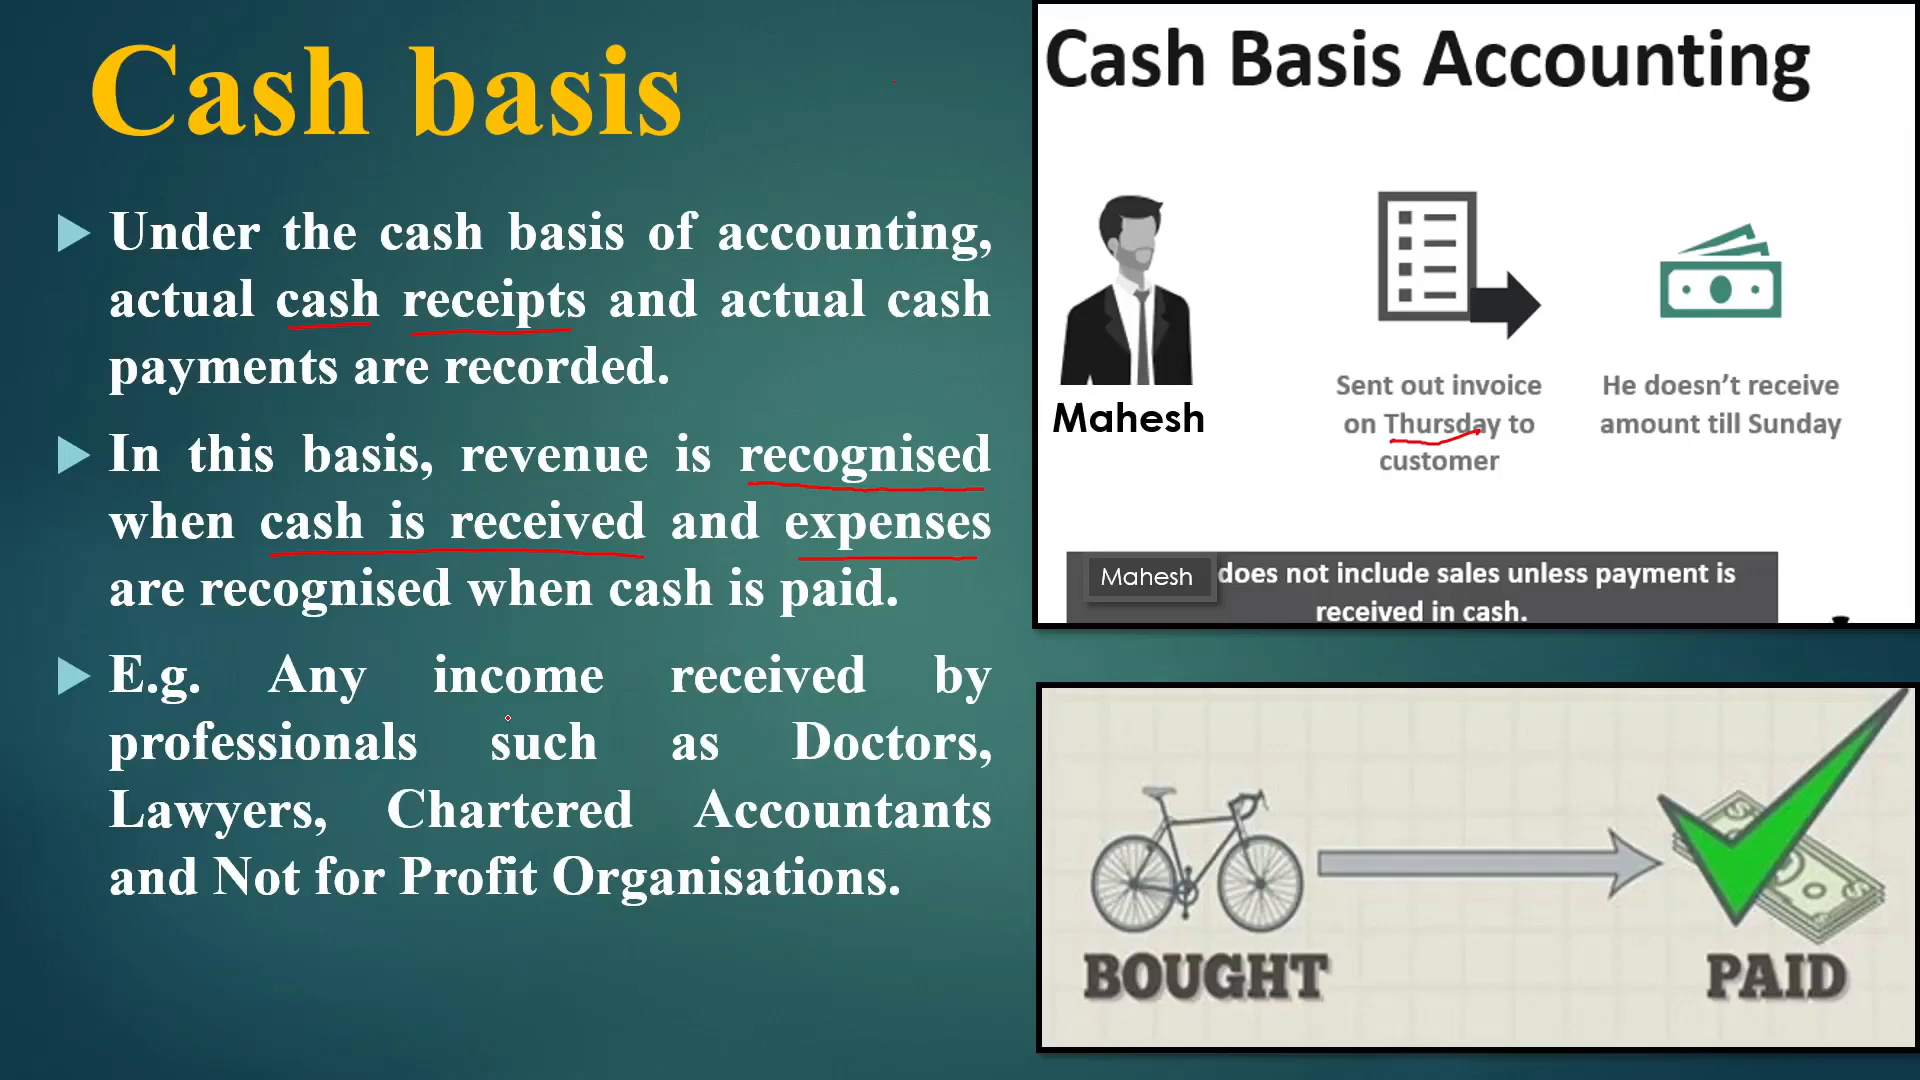 Cash basis
Under the cash basis of accounting,
actual cash receipts and actual cash
payments are recorded.
In this basis, revenue is recognised
when cash is received and expenses
are recognised when cash is paid.
E.g. Any income received by
professionals such as Doctors,
Lawyers, Chartered Accountants
and Not for Profit Organisations.
Cash Basis Accounting
Mahesh
Sent out invoice
on Thursday to
customer
He doesn't receive
amount till Sunday
Mahesh does not include sales unless payment is
received in cash.
BOUGHT
PAID